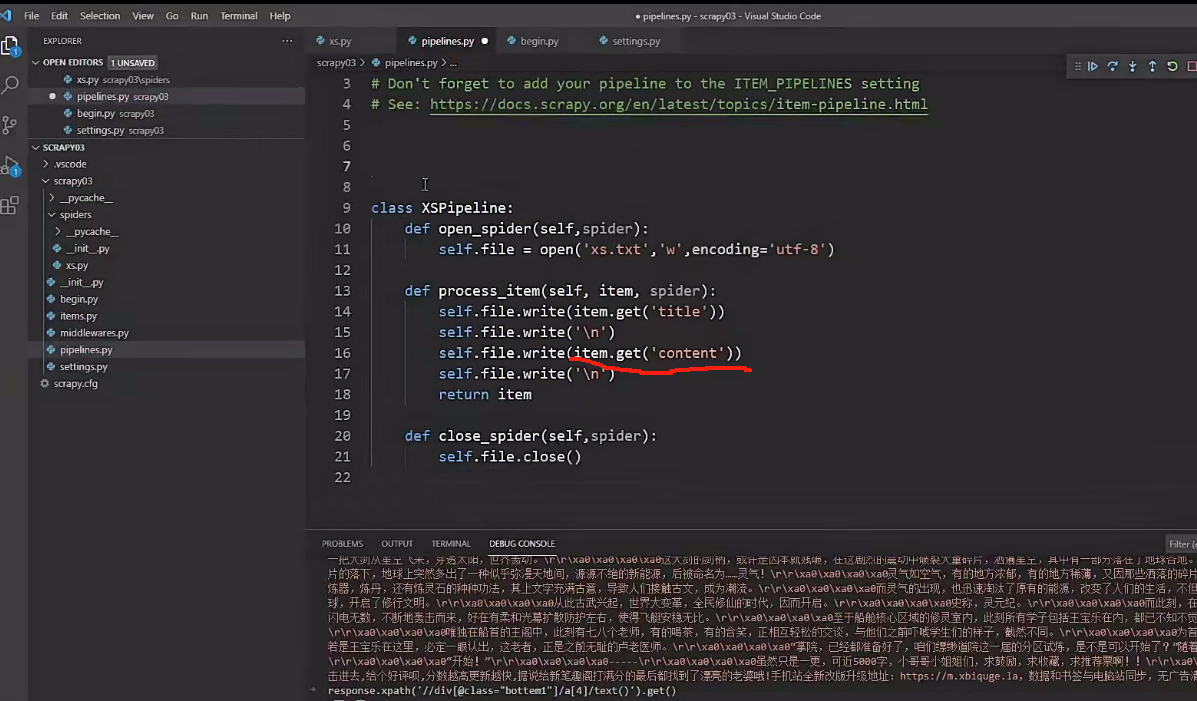 File Edit Selection View Go Run Terminal Help
● pipelines.py - scrapy03 - Visual Studio Code
EXPLORER ...
OPEN EDITORS 1 UNSAVED
xs.py scrapy03\spiders
● pipelines.py scrapy03
begin.py scrapy03
settings.py scrapy03
SCRAPY03
> .vscode
scrapy03
> __pycache__
spiders
> __pycache__
__init__.py
xs.py
__init__.py
begin.py
items.py
middlewares.py
pipelines.py
settings.py
scrapy.cfg
xs.py pipelines.py ● begin.py settings.py
scrapy03 > pipelines.py > ...
3 # Don't forget to add your pipeline to the ITEM_PIPELINES setting
4 # See: https://docs.scrapy.org/en/latest/topics/item-pipeline.html
5
6
7
8
9 class XSPipeline:
10 def open_spider(self,spider):
11 self.file = open('xs.txt','w',encoding='utf-8')
12
13 def process_item(self, item, spider):
14 self.file.write(item.get('title'))
15 self.file.write('\n')
16 self.file.write(item.get('content'))
17 self.file.write('\n')
18 return item
19
20 def close_spider(self,spider):
21 self.file.close()
22
PROBLEMS OUTPUT TERMINAL DEBUG CONSOLE
Filter (e
片的落下，地球上突然多出了一种似乎弥漫天地间，源源不绝的新能源，后被命名为……灵气！\r\r\xa0\xa0\xa0\xa0灵气如空气，有的地方浓郁，有的地方稀薄，又因那些洒落的碎片
炼器，炼丹，还有炼灵石的种种功法，其上文字充满古意，导致人们接触古文，成为潮流。\r\r\xa0\xa0\xa0\xa0而灵气的出现，也迅速淘汰了原有的能源，改变了人们的生活，不但
球，开启了修行文明。\r\r\xa0\xa0\xa0\xa0从此古武兴起，世界大变革，全民修仙的时代，因而开启。\r\r\xa0\xa0\xa0\xa0史称，灵元纪。\r\r\xa0\xa0\xa0\xa0而此刻，在
闪电无数，不断地轰击而来，好在有柔和光幕扩散防护左右，使得飞艇安稳无比。\r\r\xa0\xa0\xa0\xa0至于船舱核心区域的修灵室内，此刻所有学子包括王宝乐在内，都已不知不觉
\r\r\xa0\xa0\xa0\xa0唯独在船首的主阁中，此刻有七八个老师，有的喝茶，有的含笑，正相互轻松的交谈，与他们之前吓唬学生们的样子，截然不同。\r\r\xa0\xa0\xa0\xa0为首
若是王宝乐在这里，必定一眼认出，这老者，正是之前无耻的卢老医师。\r\r\xa0\xa0\xa0\xa0“掌院，已经都准备好了，咱们缥缈道院这一届的分区试炼，是不是可以开始了？”随着
\r\r\xa0\xa0\xa0\xa0“开始！”\r\r\xa0\xa0\xa0\xa0-----\r\r\xa0\xa0\xa0\xa0虽然只是一更，可近5000字，小哥哥小姐姐们，求鼓励，求收藏，求推荐票啊！！\r\r\xa0\xa0
击进去,给个好评呗,分数越高更新越快,据说给新笔趣阁打满分的最后都找到了漂亮的老婆哦!手机站全新改版升级地址：https://m.xbiquge.la，数据和书签与电脑站同步，无广告清
response.xpath('//div[@class="bottem1"]/a[4]/text()').get()